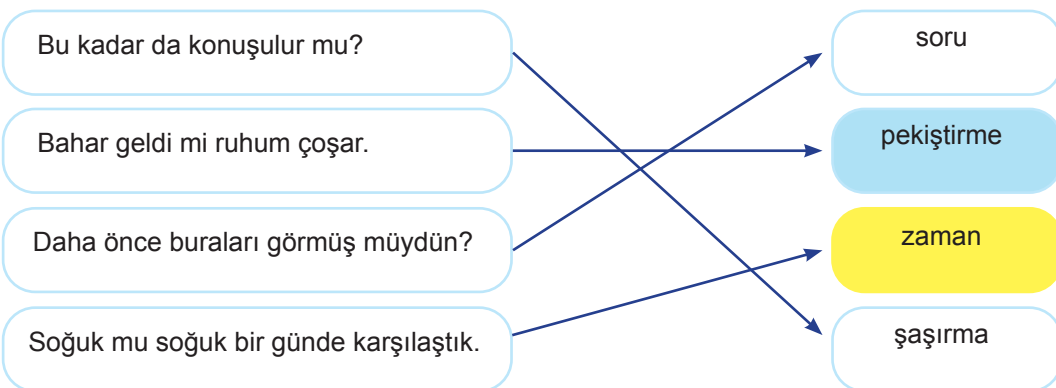 Bu kadar da konuşulur mu?
soru
Bahar geldi mi ruhum çoşar.
pekiştirme
Daha önce buraları görmüş müydün?
zaman
Soğuk mu soğuk bir günde karşılaştık.
şaşırma